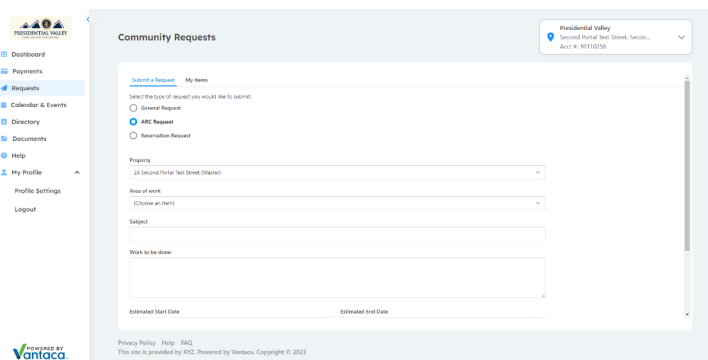 PRESIDENTIAL VALLEY
Dashboard
Payments
Requests
Calendar & Events
Directory
Documents
Help
My Profile
Profile Settings
Logout
POWERED BY
Vantaca
Community Requests
Presidential Valley
Second Portal Test Street, Secon...
Acct #: 10110256
Submit a Request
My Items
Select the type of request you would like to submit:
General Request
ARC Request
Reservation Request
Property
24 Second Portal Test Street (Master)
Area of work
(Choose an Item)
Subject
Work to be done:
Estimated Start Date
Estimated End Date
Privacy Policy Help FAQ
This site is provided by XYZ. Powered by Vantaca. Copyright © 2023